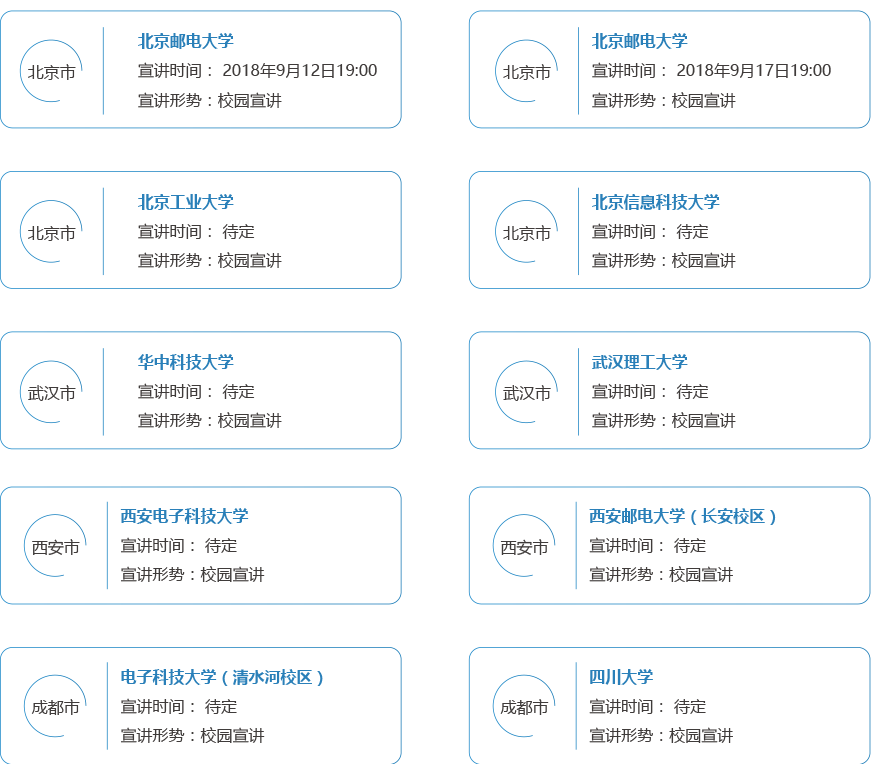 北京市
北京邮电大学
宣讲时间： 2018年9月12日19:00
宣讲形势：校园宣讲
北京市
北京邮电大学
宣讲时间： 2018年9月17日19:00
宣讲形势：校园宣讲
北京市
北京工业大学
宣讲时间： 待定
宣讲形势：校园宣讲
北京市
北京信息科技大学
宣讲时间： 待定
宣讲形势：校园宣讲
武汉市
华中科技大学
宣讲时间： 待定
宣讲形势：校园宣讲
武汉市
武汉理工大学
宣讲时间： 待定
宣讲形势：校园宣讲
西安市
西安电子科技大学
宣讲时间： 待定
宣讲形势：校园宣讲
西安市
西安邮电大学（长安校区）
宣讲时间： 待定
宣讲形势：校园宣讲
成都市
电子科技大学（清水河校区）
宣讲时间： 待定
宣讲形势：校园宣讲
成都市
四川大学
宣讲时间： 待定
宣讲形势：校园宣讲